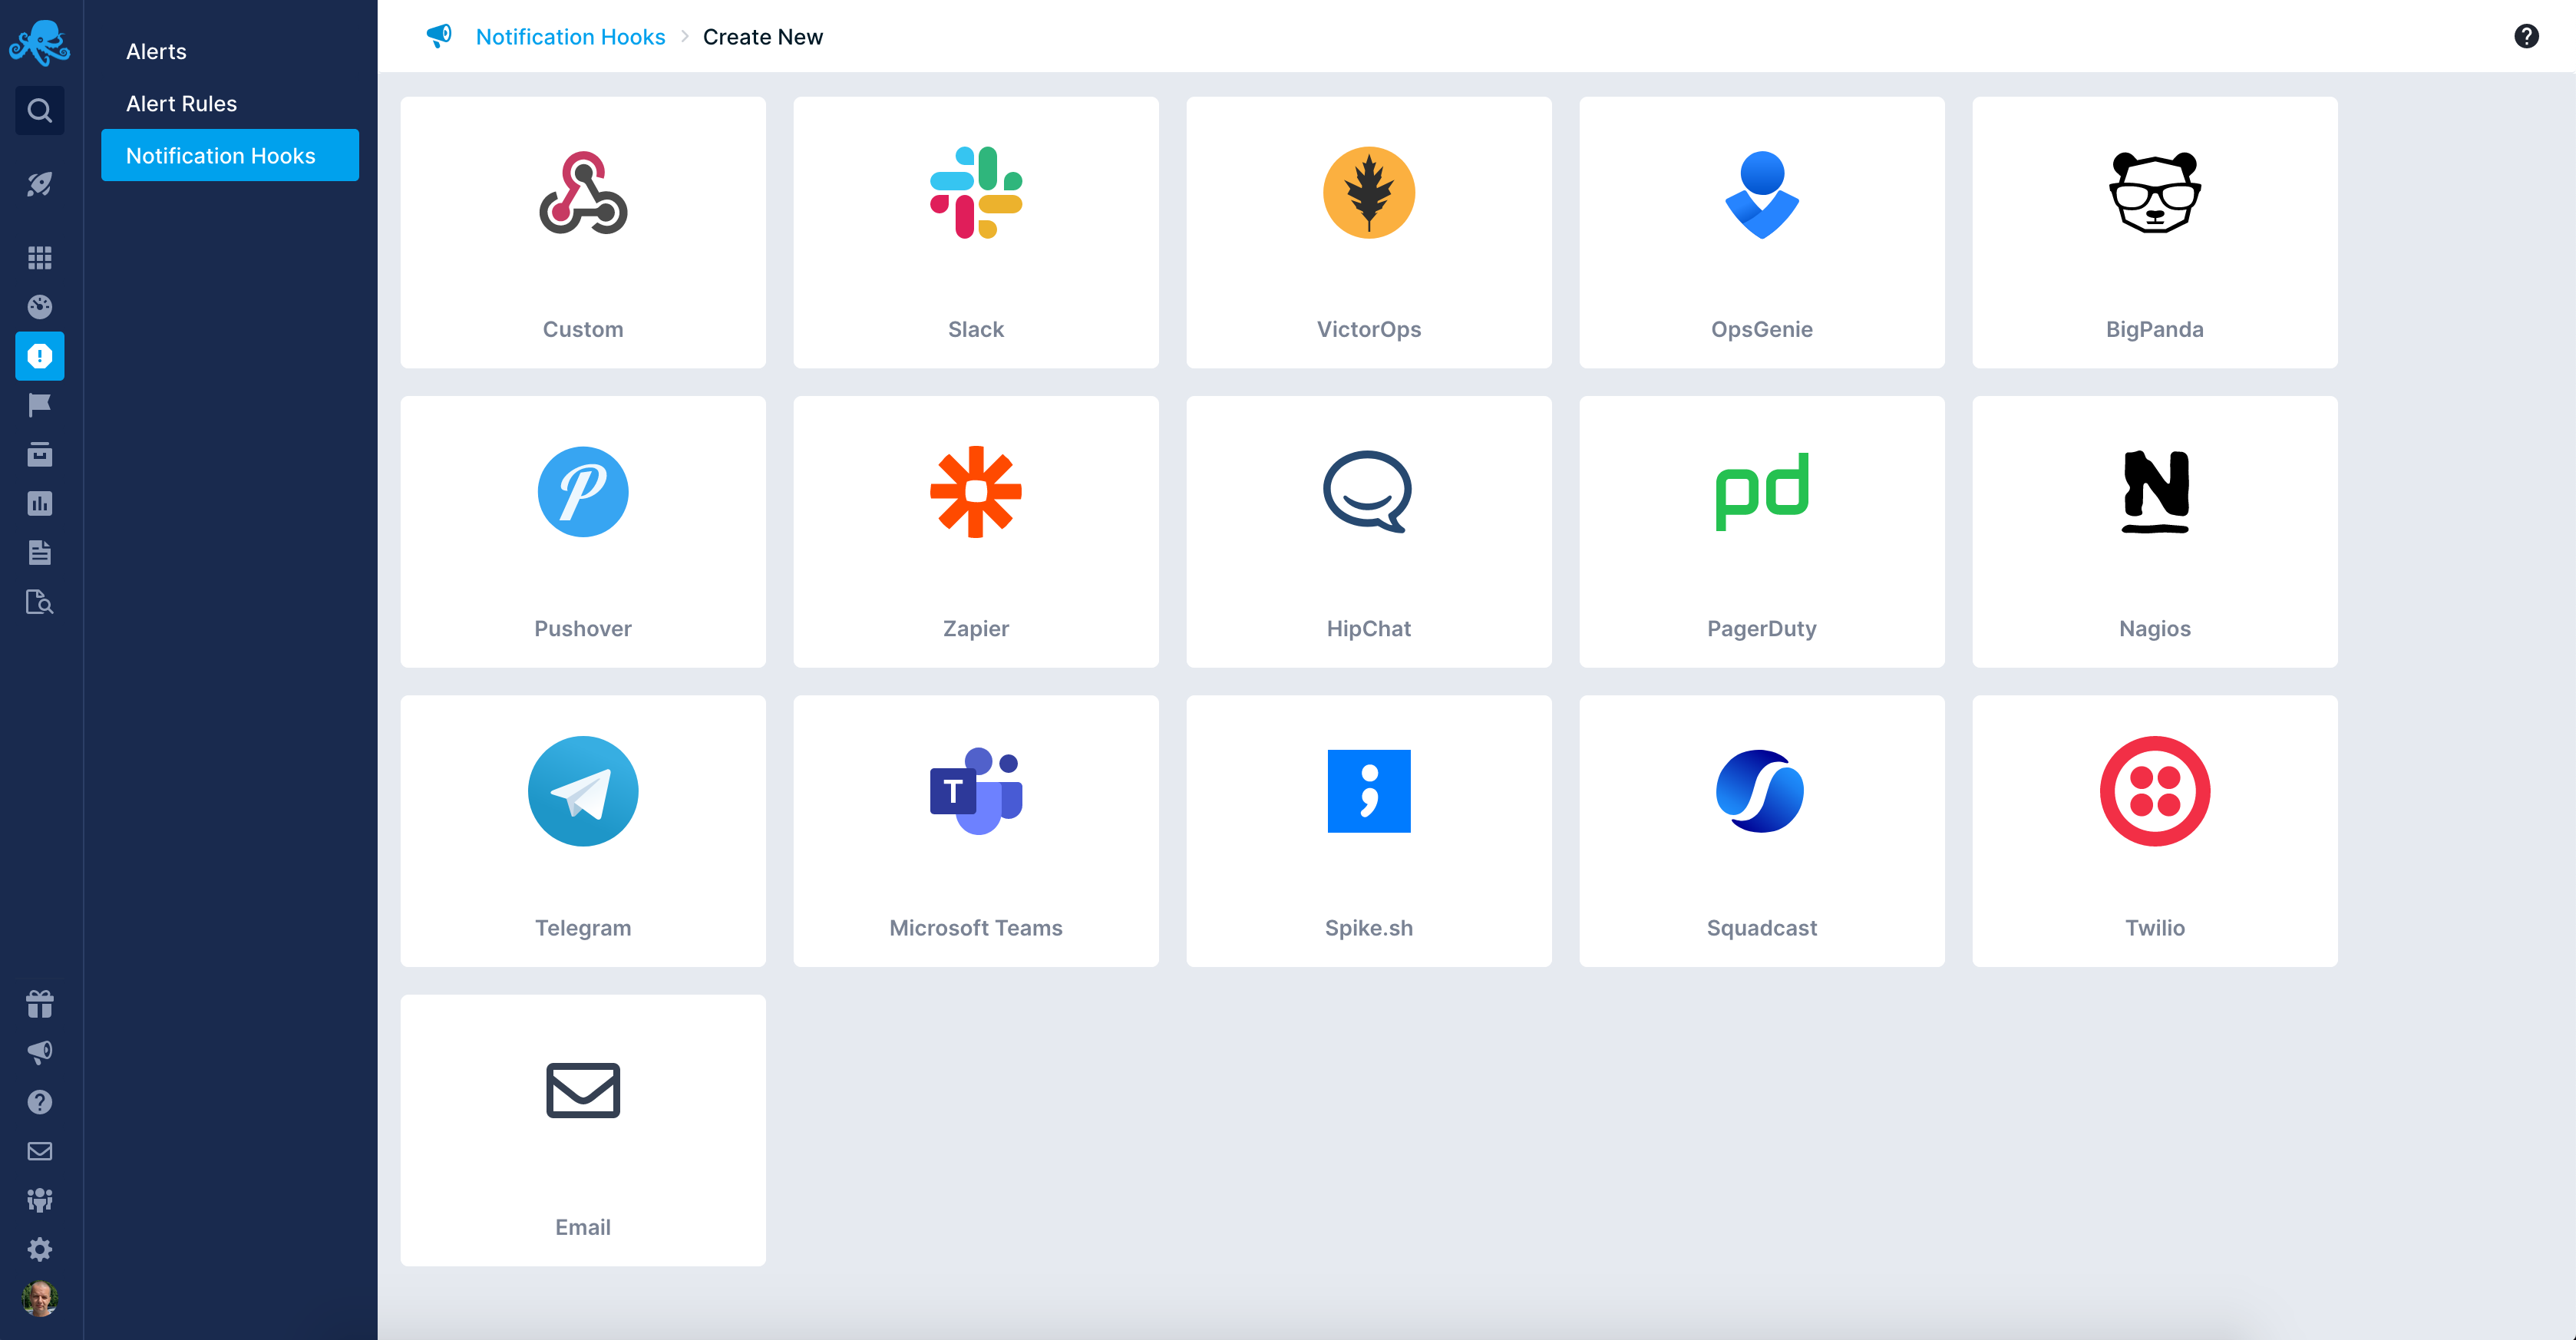 Alerts
Alert Rules
Notification Hooks
Notification Hooks > Create New
Custom
Slack
VictorOps
OpsGenie
BigPanda
Pushover
Zapier
HipChat
pd
PagerDuty
N
Nagios
Telegram
T
Microsoft Teams
Spike.sh
Squadcast
Twilio
Email